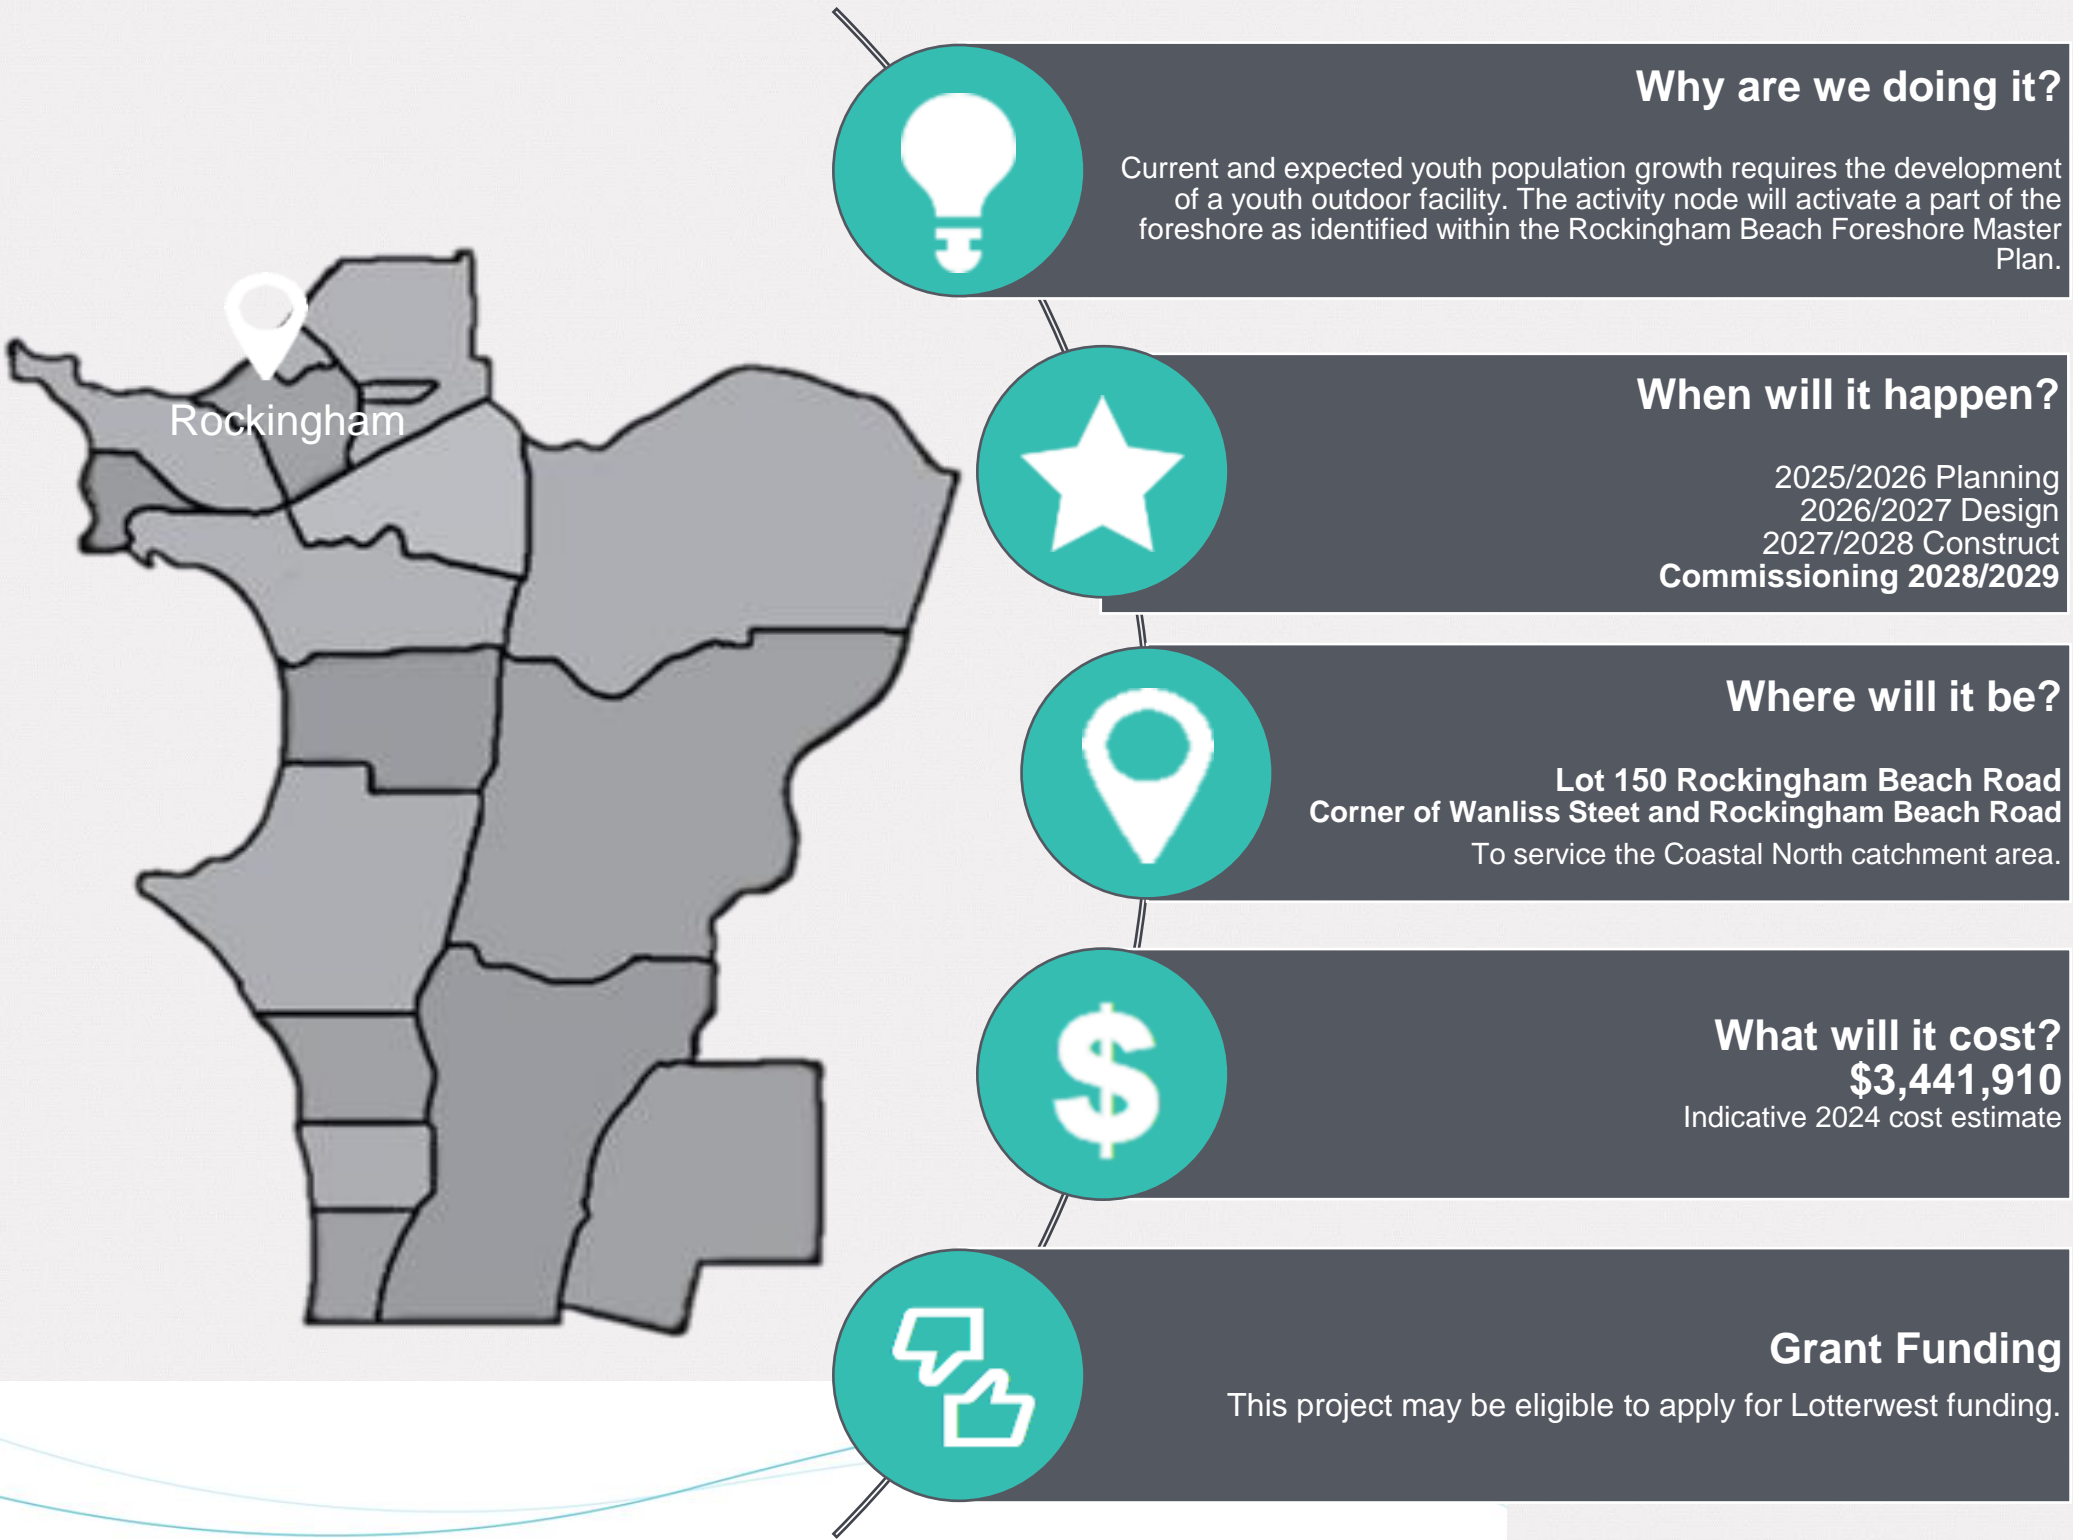 Rockingham
Why are we doing it?
Current and expected youth population growth requires the development
of a youth outdoor facility. The activity node will activate a part of the
foreshore as identified within the Rockingham Beach Foreshore Master
Plan.
When will it happen?
2025/2026 Planning
2026/2027 Design
2027/2028 Construct
Commissioning 2028/2029
Where will it be?
Lot 150 Rockingham Beach Road
Corner of Wanliss Steet and Rockingham Beach Road
To service the Coastal North catchment area.
$
What will it cost?
$3,441,910
Indicative 2024 cost estimate
Grant Funding
This project may be eligible to apply for Lotterwest funding.